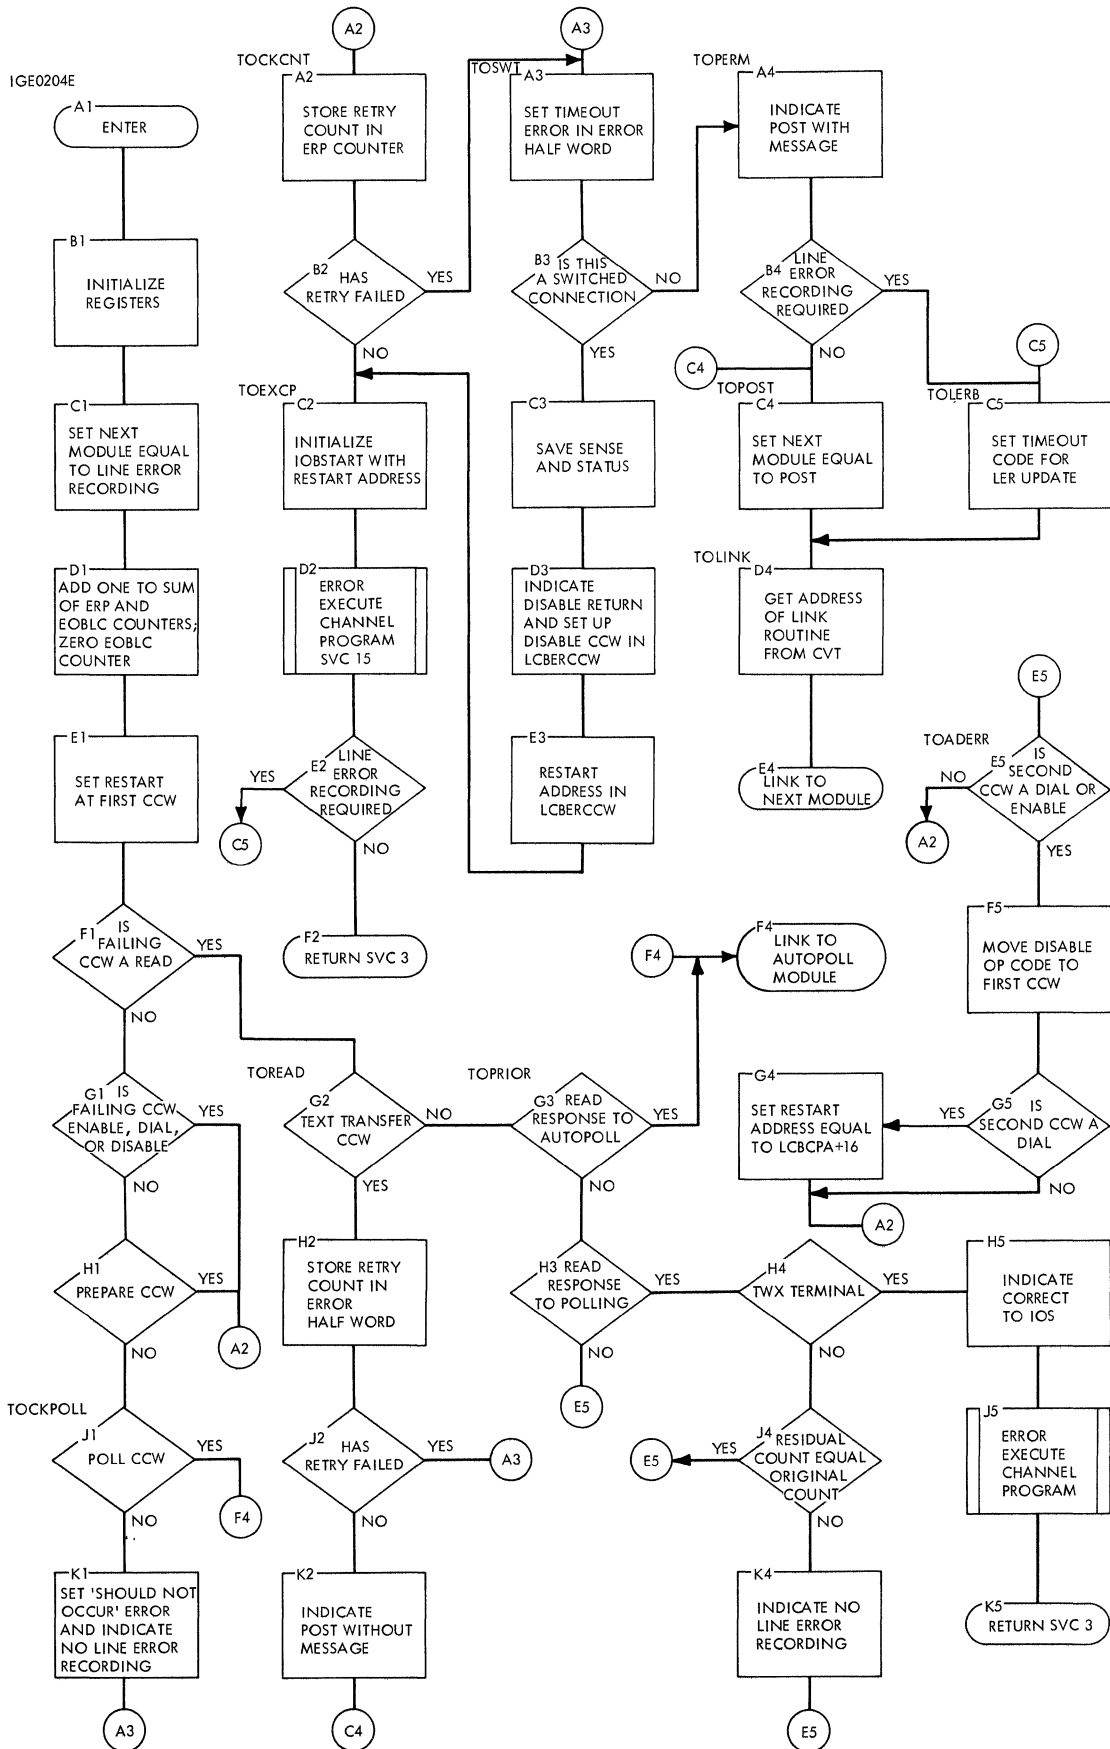 IGE0204E
A1
ENTER
B1
INITIALIZE
REGISTERS
C1
SET NEXT
MODULE EQUAL
TO LINE ERROR
RECORDING
D1
ADD ONE TO SUM
OF ERP AND
EOBLC COUNTERS;
ZERO EOBLC
COUNTER
E1
SET RESTART
AT FIRST CCW
F1
IS
FAILING
CCW A READ
YES
NO
G1
IS
FAILING CCW
ENABLE, DIAL,
OR DISABLE
YES
NO
H1
PREPARE CCW
YES
NO
A2
TOCKPOLL
J1
POLL CCW
YES
NO
F4
K1
SET 'SHOULD NOT
OCCUR' ERROR
AND INDICATE
NO LINE ERROR
RECORDING
A3
A2
TOCKCNT
A2
STORE RETRY
COUNT IN
ERP COUNTER
B2
HAS
RETRY FAILED
YES
NO
TOEXCP
C2
INITIALIZE
IOBSTART WITH
RESTART ADDRESS
D2
ERROR
EXECUTE
CHANNEL
PROGRAM
SVC 15
E2
LINE
ERROR
RECORDING
REQUIRED
YES
NO
C5
F2
RETURN SVC 3
TOREAD
G2
TEXT TRANSFER
CCW
NO
YES
H2
STORE RETRY
COUNT IN
ERROR
HALF WORD
J2
HAS
RETRY FAILED
YES
NO
A3
K2
INDICATE
POST WITHOUT
MESSAGE
C4
A3
TOSWT
A3
SET TIMEOUT
ERROR IN ERROR
HALF WORD
B3
IS THIS
A SWITCHED
CONNECTION
NO
YES
C3
SAVE SENSE
AND STATUS
D3
INDICATE
DISABLE RETURN
AND SET UP
DISABLE CCW IN
LCBERCCW
E3
RESTART
ADDRESS IN
LCBERCCW
TOPRIOR
G3
READ
RESPONSE TO
AUTOPOLL
YES
NO
H3
READ
RESPONSE
TO POLLING
YES
NO
E5
TOPERM
A4
INDICATE
POST WITH
MESSAGE
B4
LINE
ERROR
RECORDING
REQUIRED
YES
NO
C4
TOPOST
C4
SET NEXT
MODULE EQUAL
TO POST
TOLINK
D4
GET ADDRESS
OF LINK
ROUTINE
FROM CVT
E4
LINK TO
NEXT MODULE
F4
F4
LINK TO
AUTOPOLL
MODULE
G4
SET RESTART
ADDRESS EQUAL
TO LCBCPA+16
A2
H4
TWX TERMINAL
YES
NO
J4
RESIDUAL
COUNT EQUAL
ORIGINAL
COUNT
YES
NO
E5
K4
INDICATE NO
LINE ERROR
RECORDING
E5
C5
TOLERB
C5
SET TIMEOUT
CODE FOR
LER UPDATE
E5
TOADERR
E5
IS
SECOND
CCW A DIAL OR
ENABLE
NO
YES
A2
F5
MOVE DISABLE
OP CODE TO
FIRST CCW
G5
IS
SECOND CCW A
DIAL
YES
NO
H5
INDICATE
CORRECT
TO IOS
J5
ERROR
EXECUTE
CHANNEL
PROGRAM
K5
RETURN SVC 3